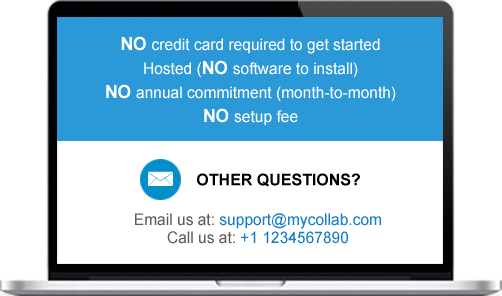 NO credit card required to get started
Hosted (NO software to install)
NO annual commitment (month-to-month)
NO setup fee
OTHER QUESTIONS?
Email us at: support@mycollab.com
Call us at: +1 1234567890